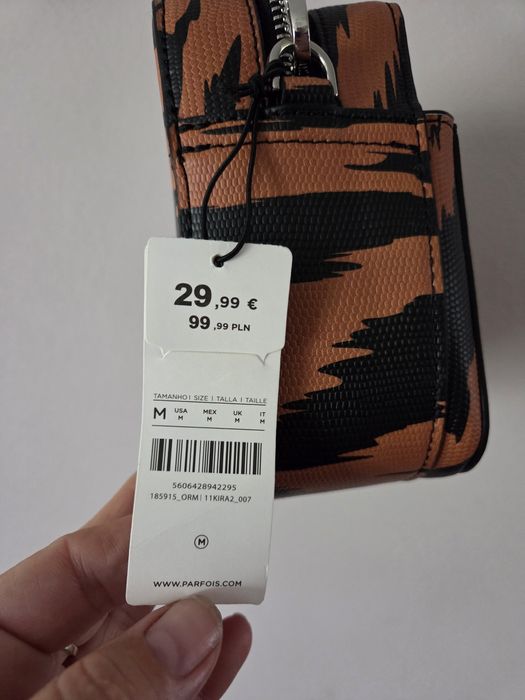 29,99 €
99,99 PLN
TAMANHO | SIZE | TALLA | TAILLE
M USA MEX UK IT
M M M M
5606428942295
185915_ORM | 11KIRA2_007
M
WWW.PARFOIS.COM